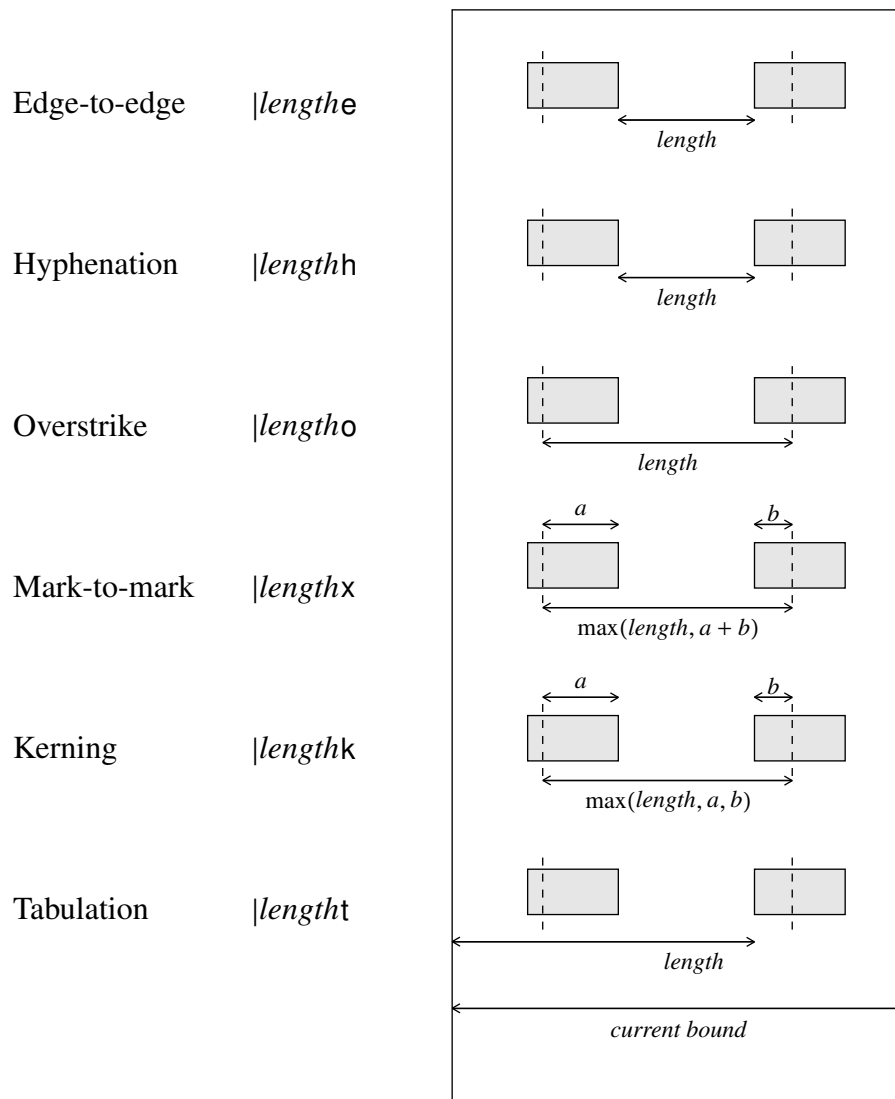 Edge-to-edge |lengthe
length
Hyphenation |lengthh
length
Overstrike |lengtho
length
a b
Mark-to-mark |lengthx
max(length, a + b)
a b
Kerning |lengthk
max(length, a, b)
Tabulation |lengtht
length
current bound